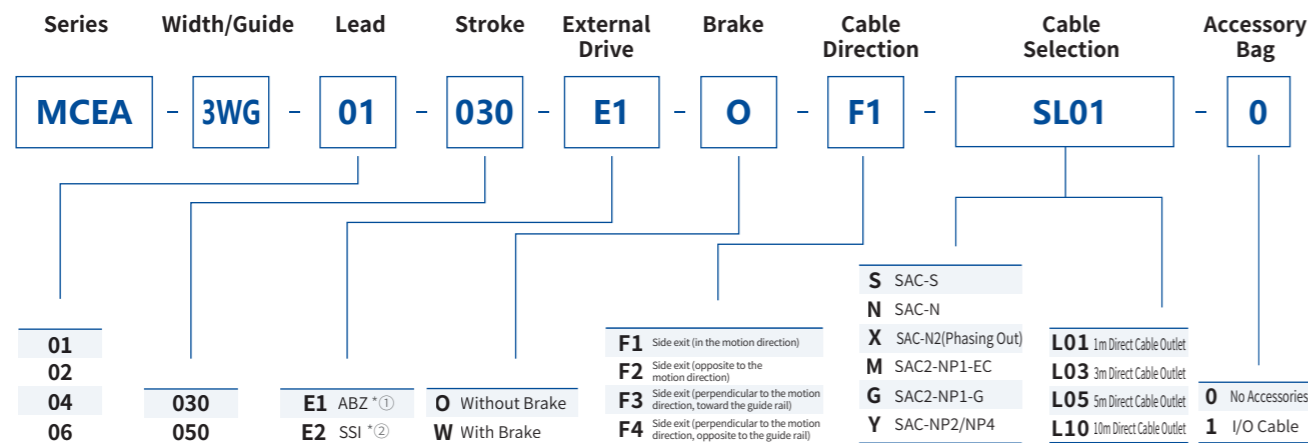 Series Width/Guide Lead Stroke External Drive Brake Cable Direction Cable Selection Accessory Bag
MCEA - 3WG - 01 - 030 - E1 - O - F1 - SL01 - 0
01
02
04
06
030
050
E1 ABZ *①
E2 SSI *②
O Without Brake
W With Brake
F1 Side exit (in the motion direction)
F2 Side exit (opposite to the
motion direction)
F3 Side exit (perpendicular to the motion
direction, toward the guide rail)
F4 Side exit (perpendicular to the motion
direction, opposite to the guide rail)
S SAC-S
N SAC-N
X SAC-N2(Phasing Out)
M SAC2-NP1-EC
G SAC2-NP1-G
Y SAC-NP2/NP4
L01 1m Direct Cable Outlet
L03 3m Direct Cable Outlet
L05 5m Direct Cable Outlet
L10 10m Direct Cable Outlet
0 No Accessories
1 I/O Cable